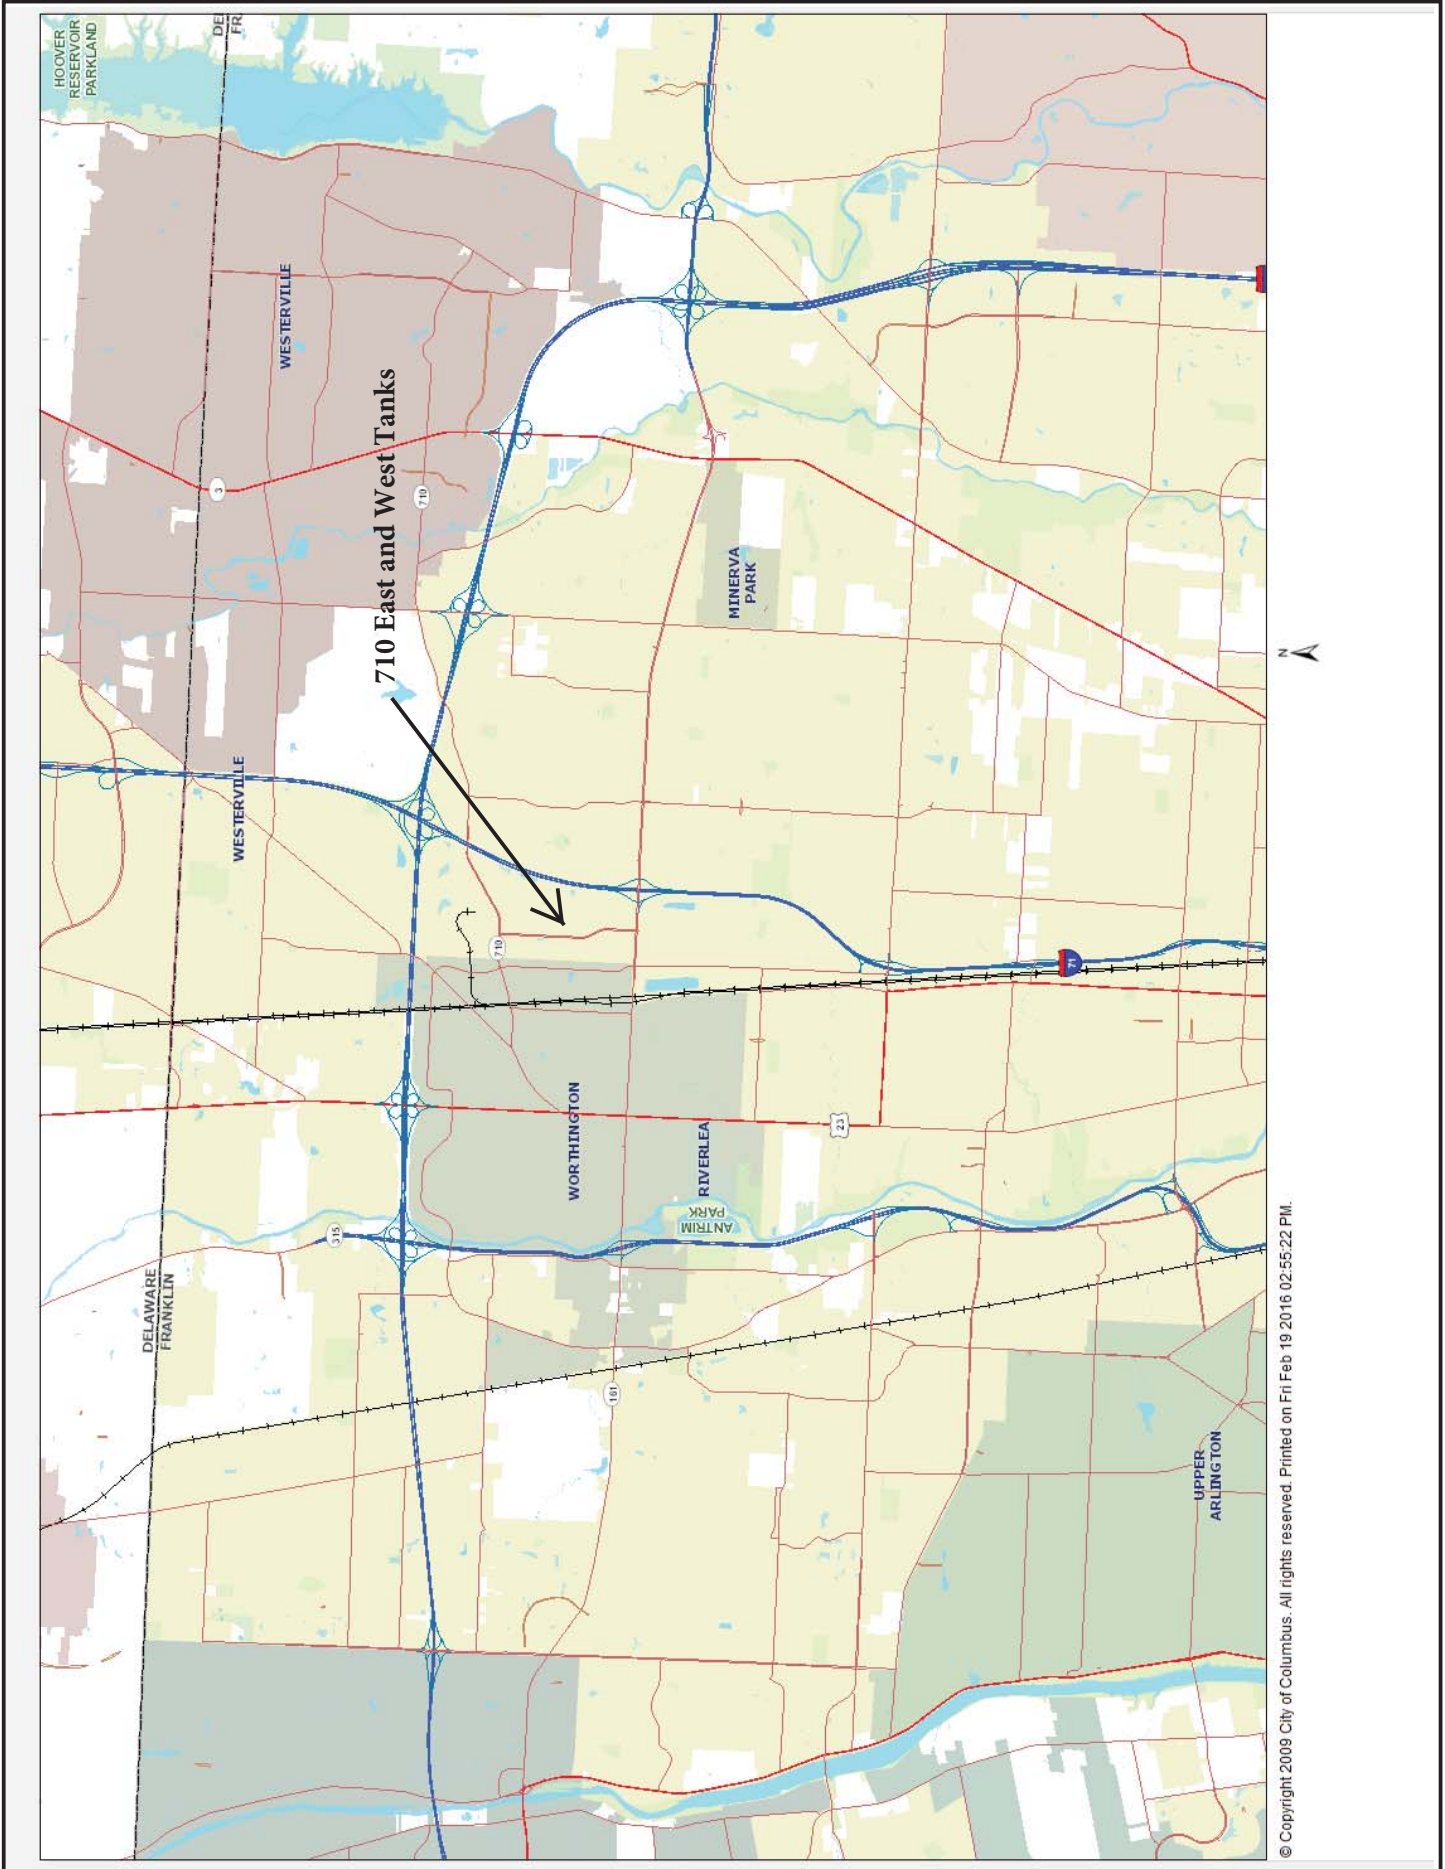 HOOVER
RESERVOIR
PARKLAND
DE
FR
WESTERVILLE
3
710
710 East and West Tanks
MINERVA
PARK
WESTERVILLE
710
71
WORTHINGTON
RIVERLEA
23
ANTRIM
PARK
315
DELAWARE
FRANKLIN
161
UPPER
ARLINGTON
N
© Copyright 2009 City of Columbus. All rights reserved. Printed on Fri Feb 19 2016 02:55:22 PM.